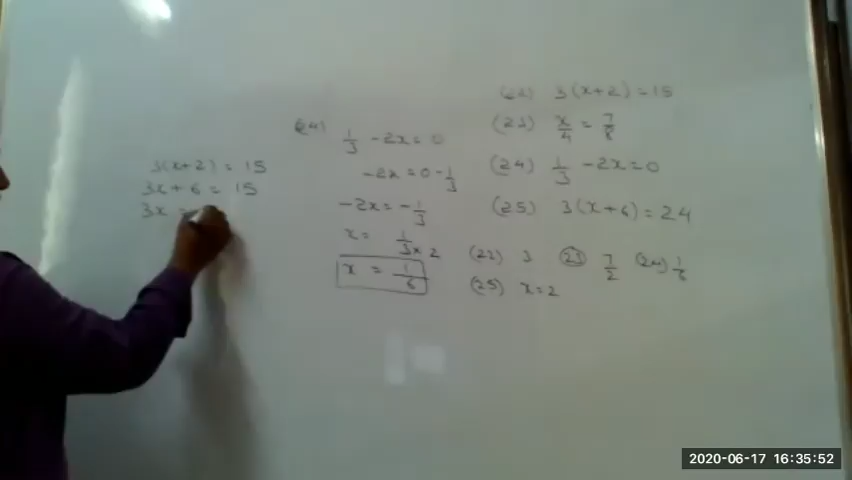 3(x+2) = 15
3x + 6 = 15
3x =
(24) 1/3 - 2x = 0
-2x = 0 - 1/3
-2x = - 1/3
x = 1/3×2
x = 1/6
(22) 3(x+2) = 15
(23) x/4 = 7/8
(24) 1/3 - 2x = 0
(25) 3(x+6) = 24
(22) 3 (23) 7/2 (24) 1/6
(25) x = 2
2020-06-17 16:35:52